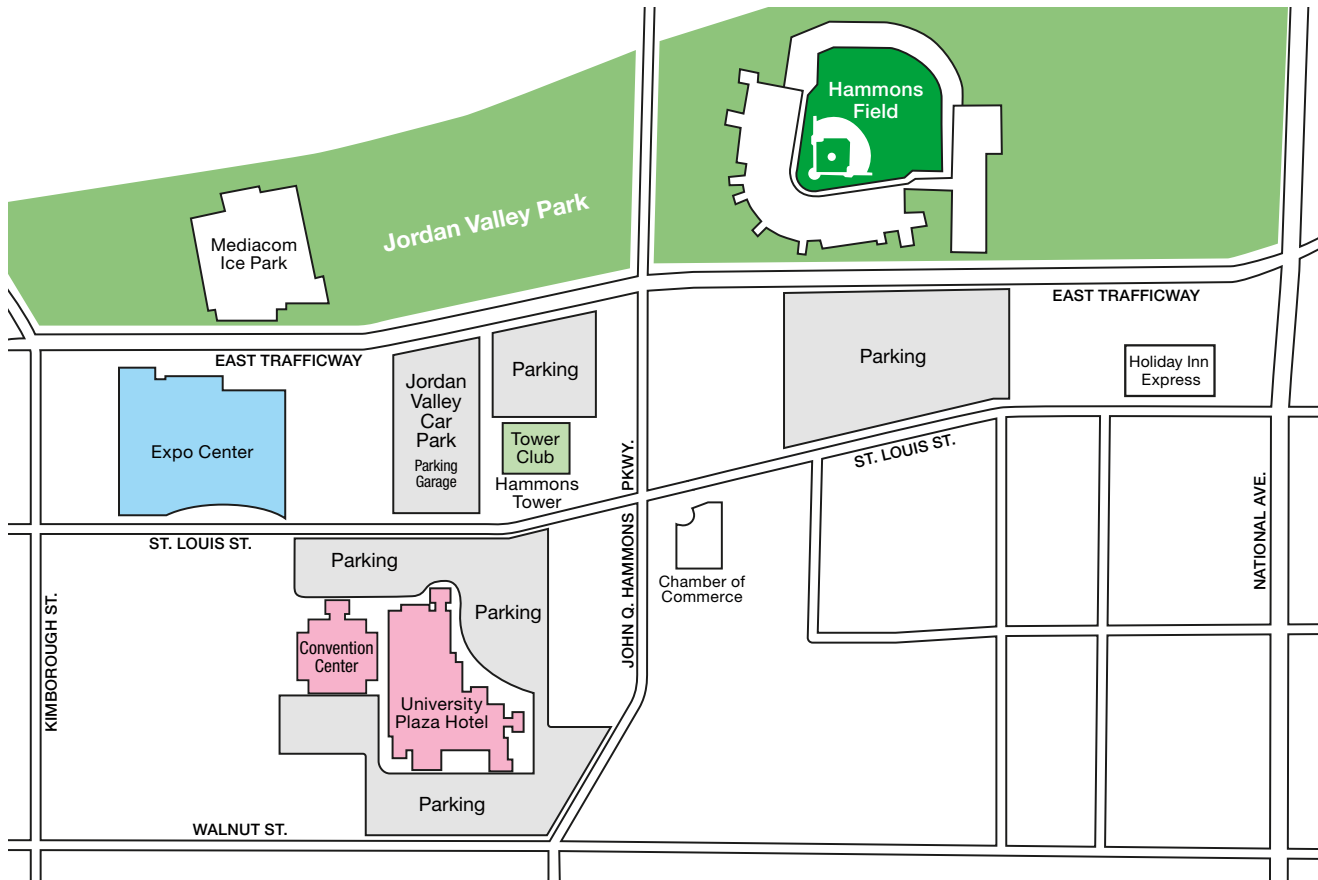 Hammons
Field
Jordan Valley Park
Mediacom
Ice Park
EAST TRAFFICWAY
EAST TRAFFICWAY
Parking
Holiday Inn
Express
Parking
Jordan
Valley
Car
Park
Parking
Garage
Tower
Club
Hammons
Tower
Expo Center
ST. LOUIS ST.
ST. LOUIS ST.
JOHN Q. HAMMONS PKWY.
NATIONAL AVE.
Parking
Parking
Chamber of
Commerce
KIMBOROUGH ST.
Convention
Center
University
Plaza Hotel
Parking
WALNUT ST.